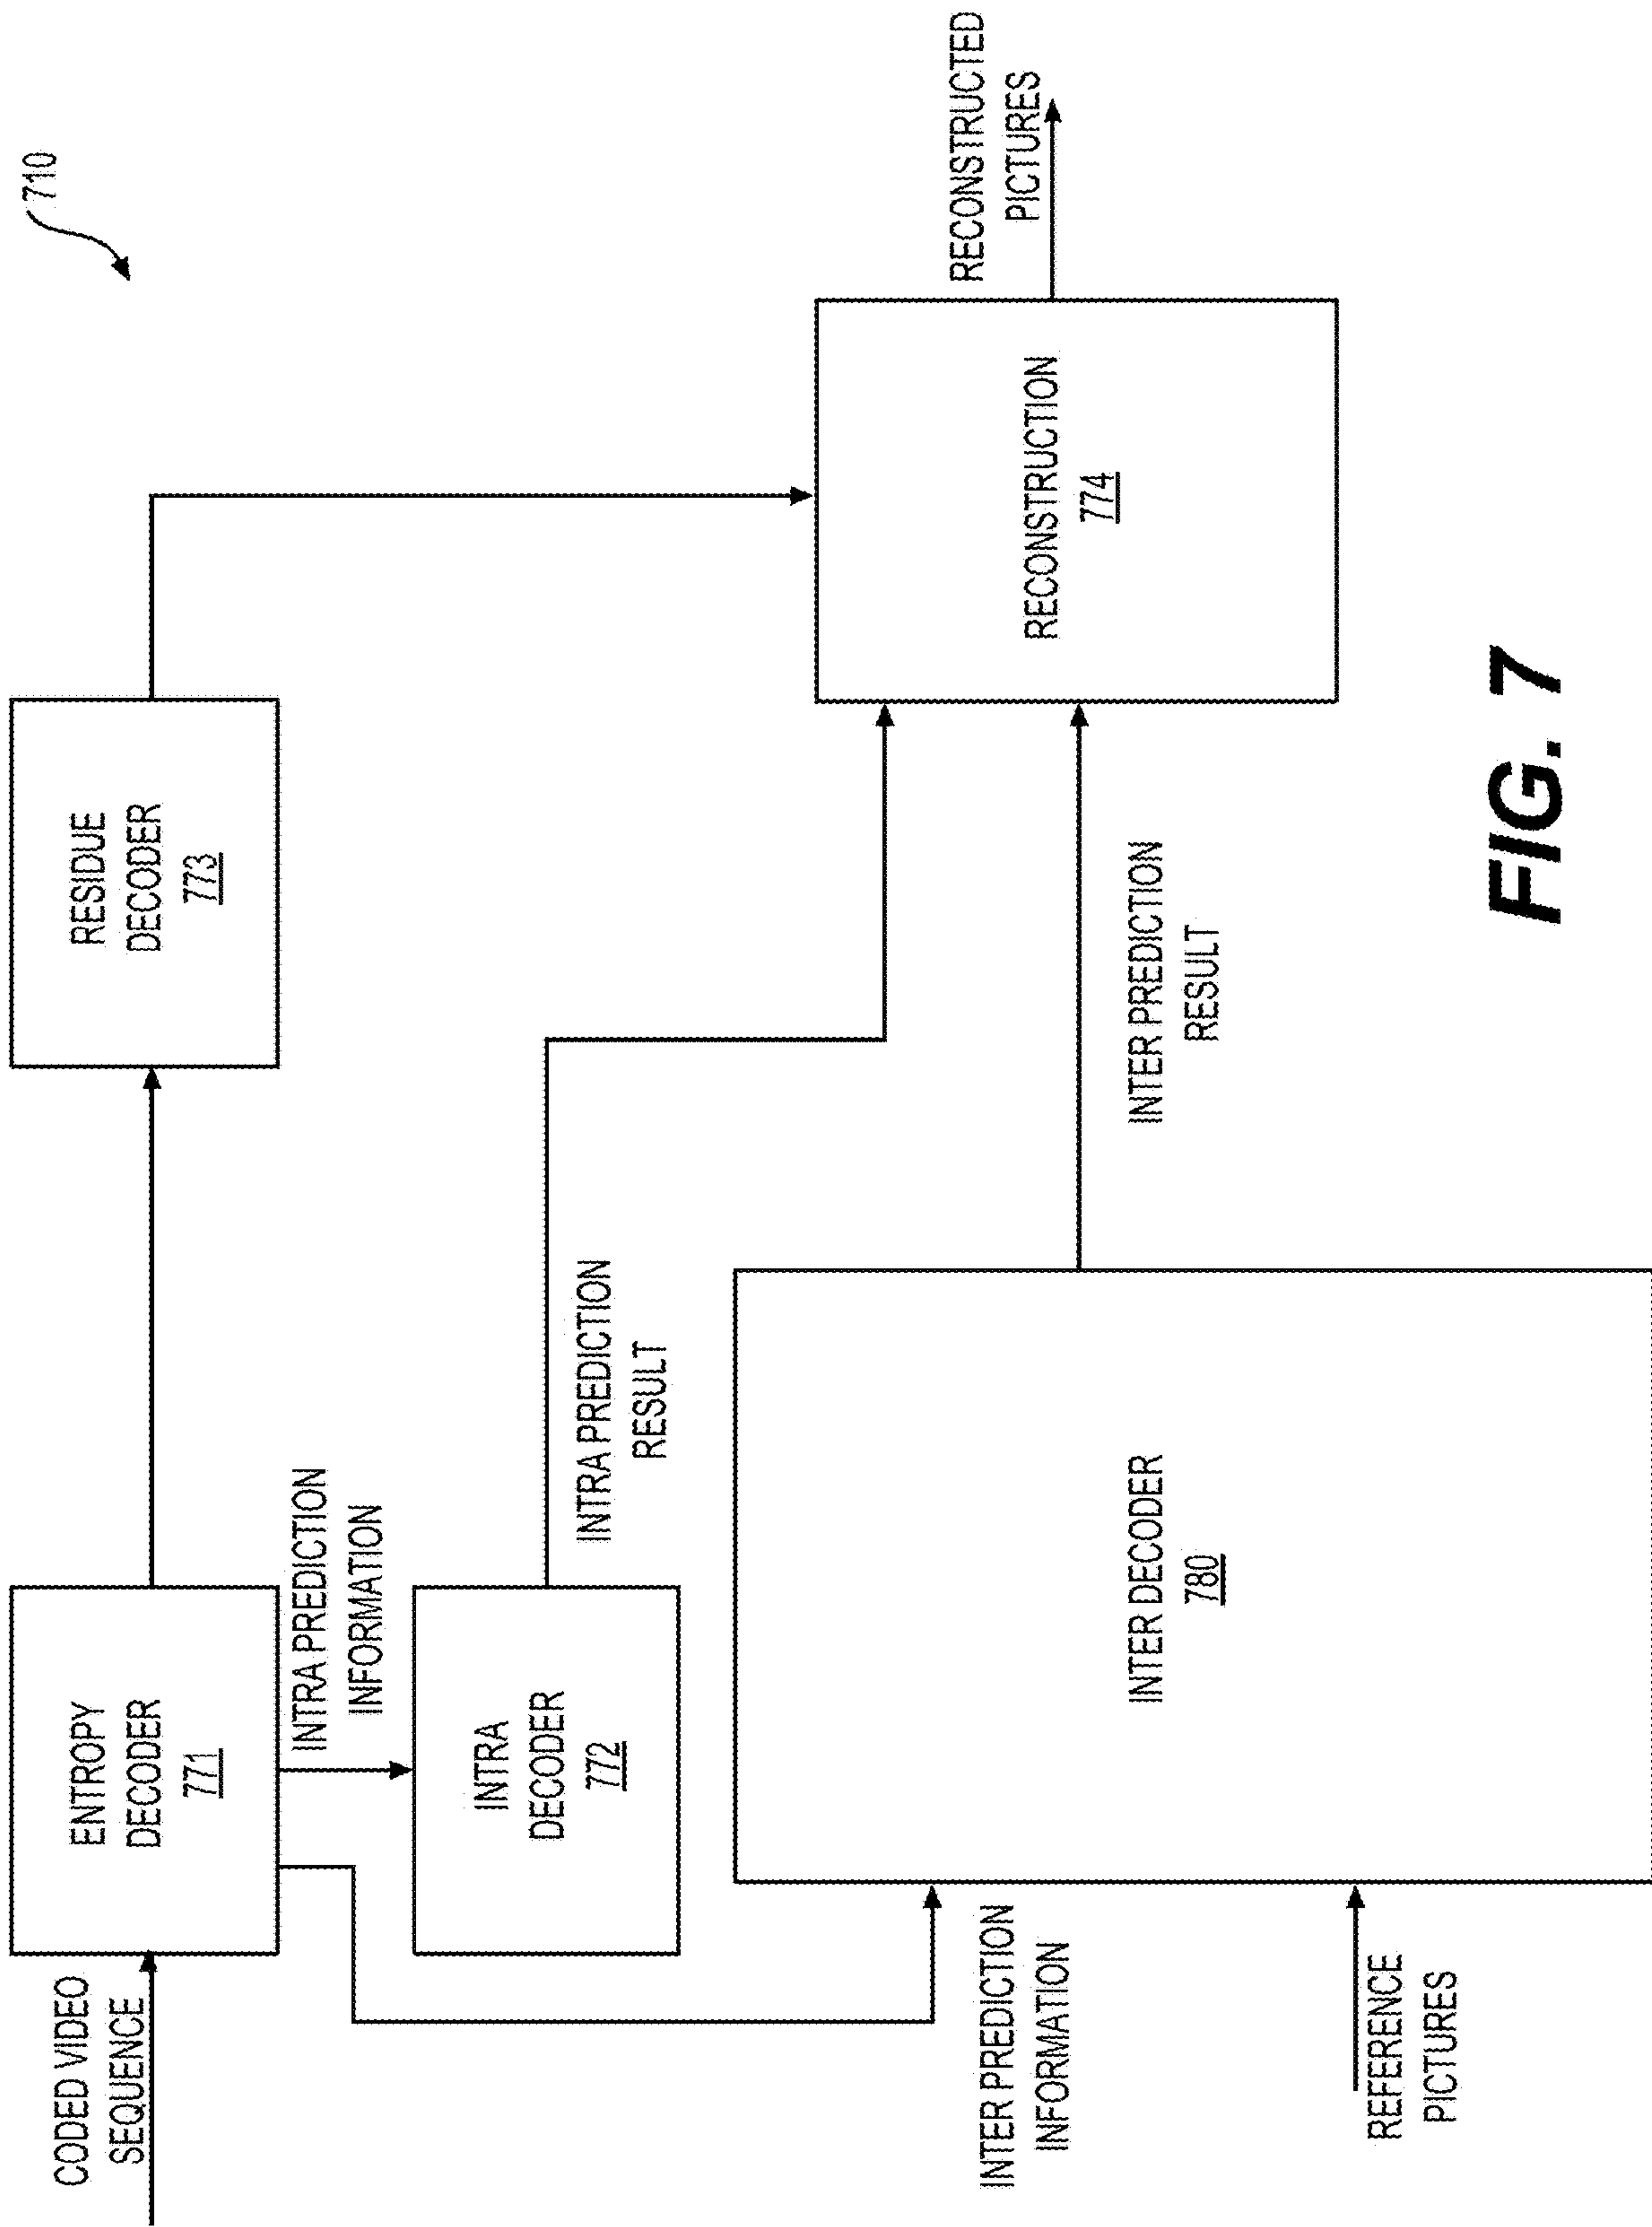 710
CODED VIDEO
SEQUENCE
ENTROPY
DECODER
771
RESIDUE
DECODER
773
INTRA PREDICTION
INFORMATION
INTRA
DECODER
772
INTRA PREDICTION
RESULT
RECONSTRUCTED
PICTURES
RECONSTRUCTION
774
INTER PREDICTION
INFORMATION
INTER DECODER
780
INTER PREDICTION
RESULT
REFERENCE
PICTURES
FIG. 7